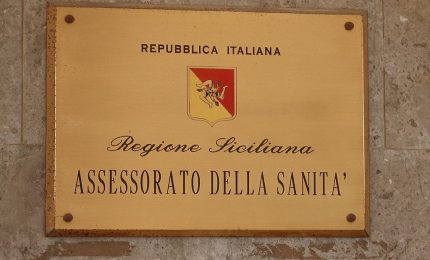 REPUBBLICA ITALIANA
Regione Siciliana
ASSESSORATO DELLA SANITA'